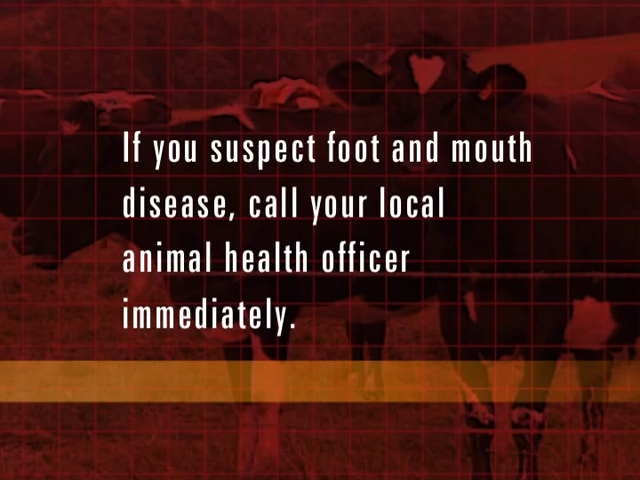 If you suspect foot and mouth
disease, call your local
animal health officer
immediately.